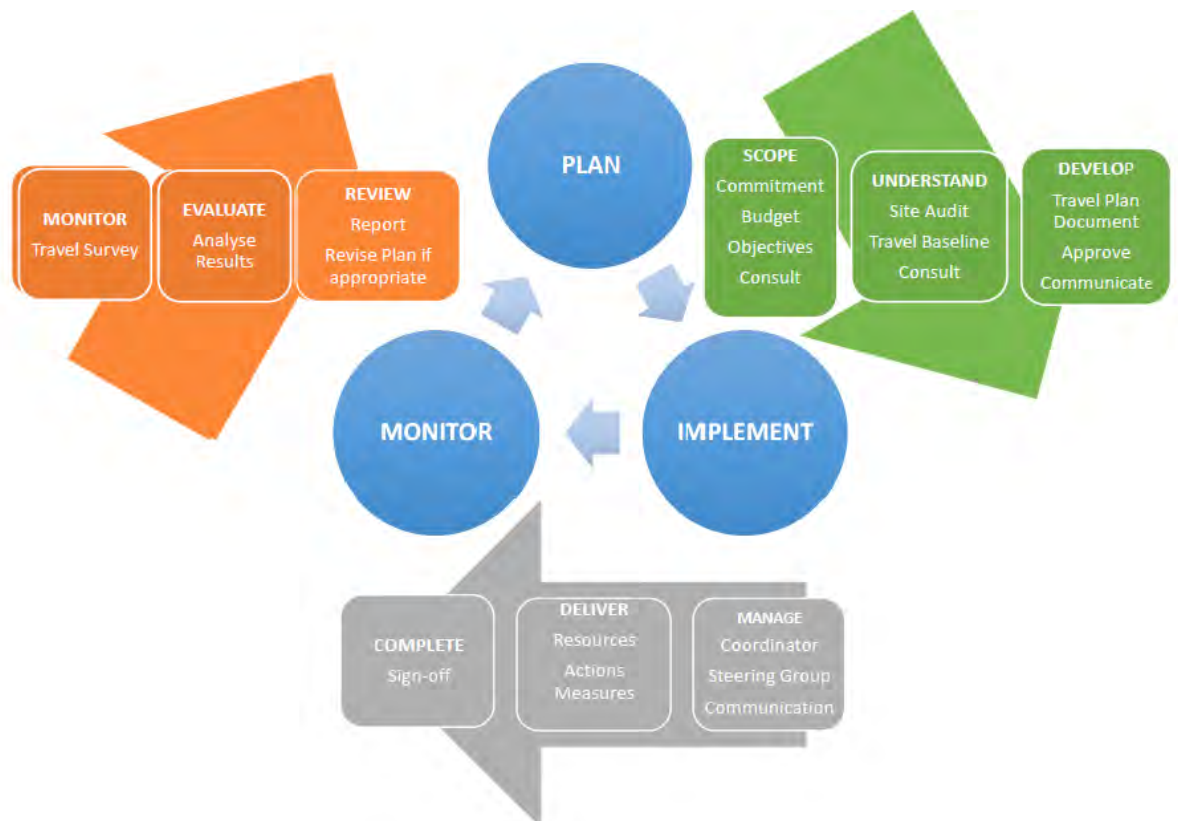 PLAN
SCOPE
Commitment
Budget
Objectives
Consult
UNDERSTAND
Site Audit
Travel Baseline
Consult
DEVELOP
Travel Plan
Document
Approve
Communicate
MONITOR
Travel Survey
EVALUATE
Analyse
Results
REVIEW
Report
Revise Plan if
appropriate
MONITOR
IMPLEMENT
COMPLETE
Sign-off
DELIVER
Resources
Actions
Measures
MANAGE
Coordinator
Steering Group
Communication